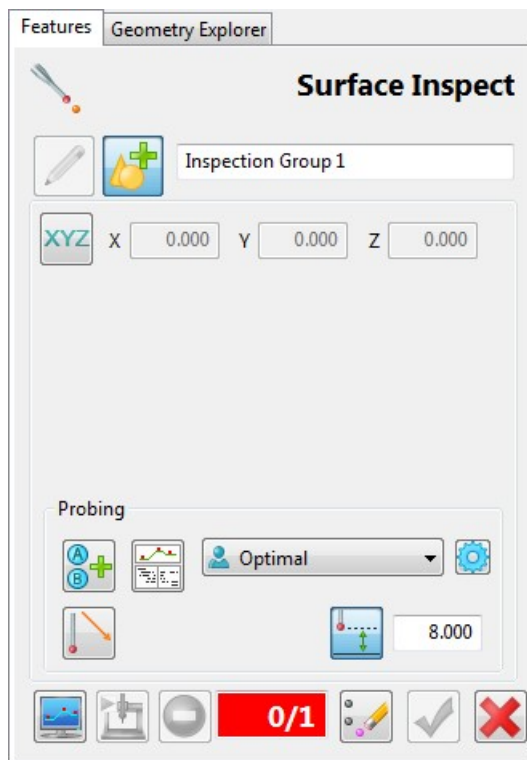 Features Geometry Explorer
Surface Inspect
Inspection Group 1
XYZ X 0.000 Y 0.000 Z 0.000
Probing
A
B
Optimal
8.000
0/1